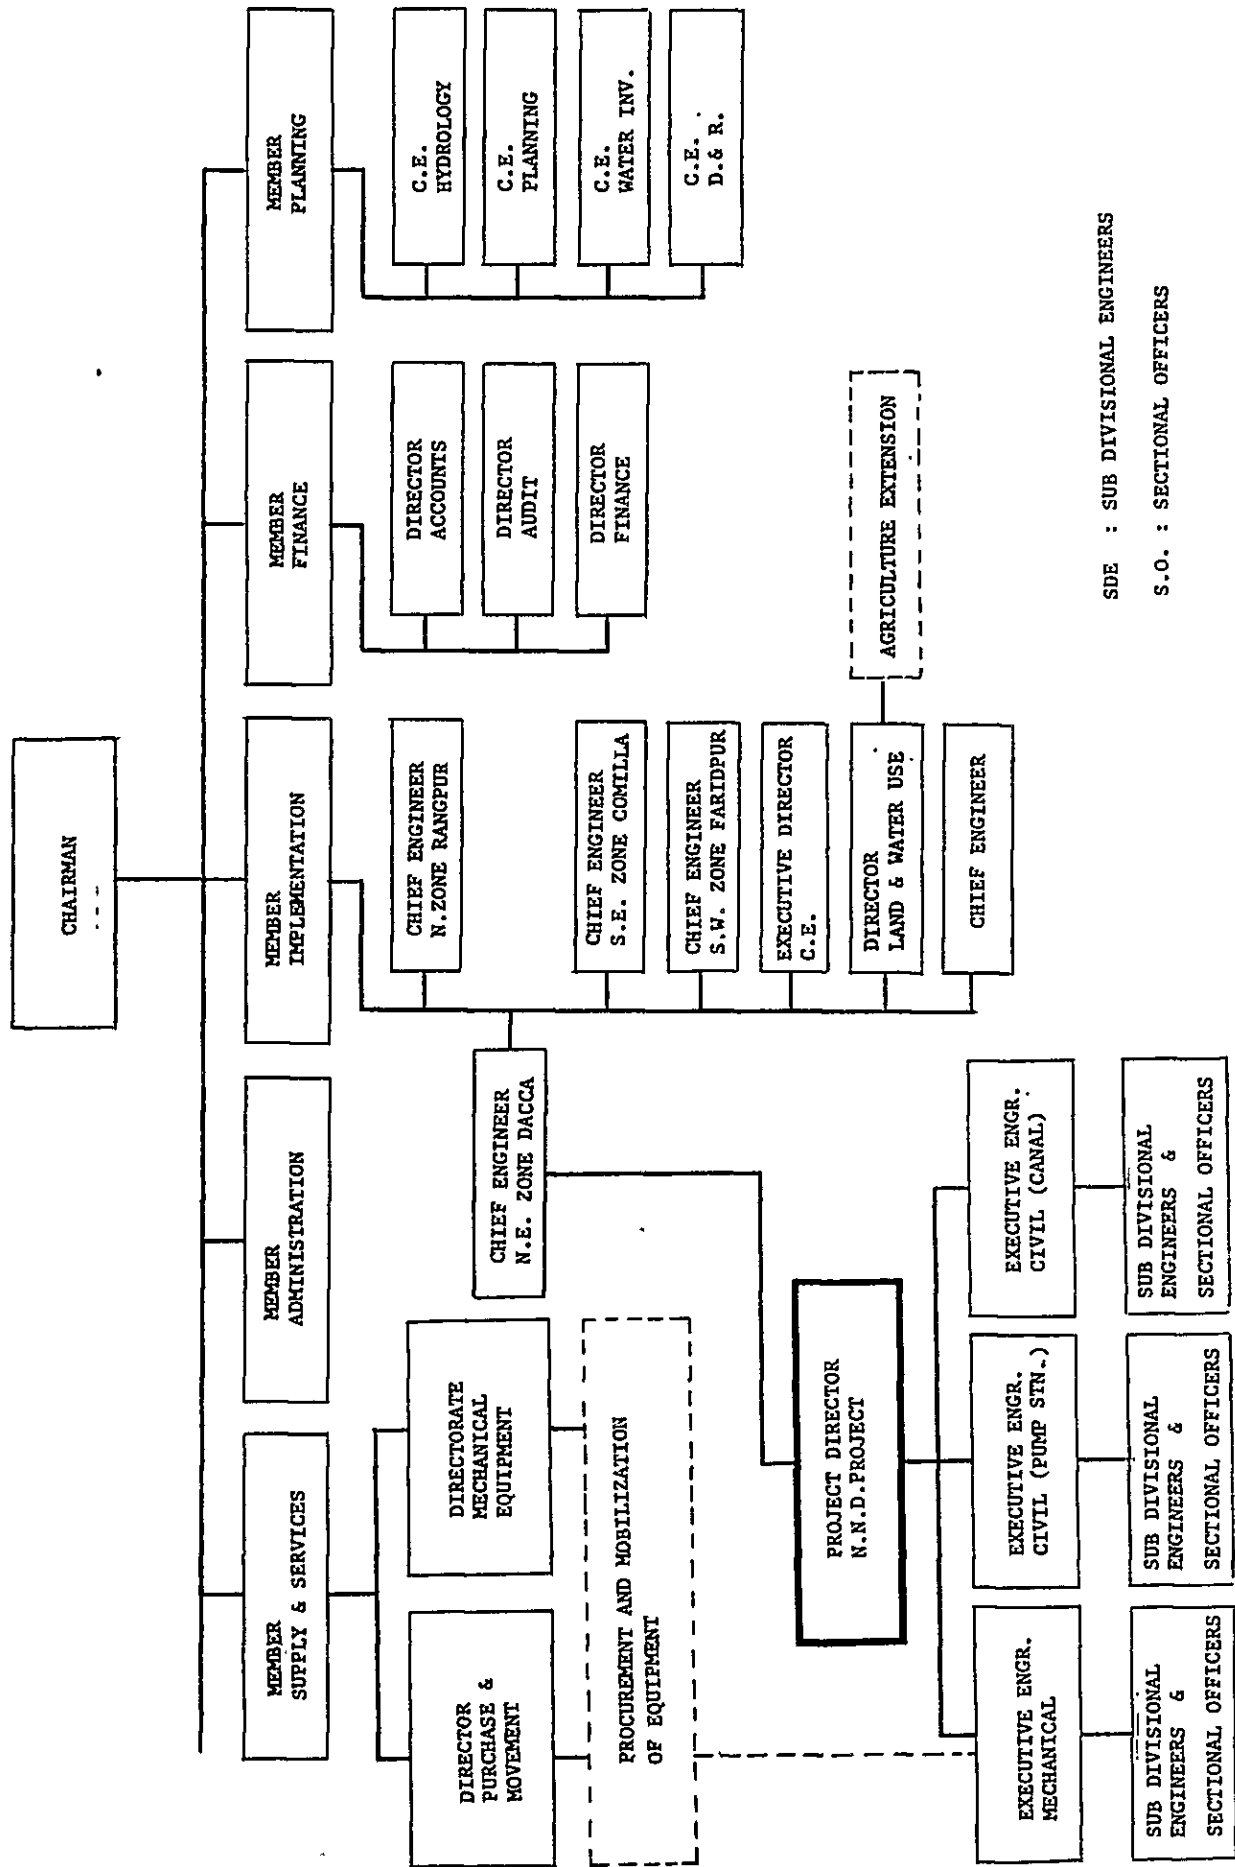 CHAIRMAN
MEMBER
SUPPLY & SERVICES
MEMBER
ADMINISTRATION
MEMBER
IMPLEMENTATION
MEMBER
FINANCE
MEMBER
PLANNING
DIRECTOR
PURCHASE &
MOVEMENT
DIRECTORATE
MECHANICAL
EQUIPMENT
PROCUREMENT AND MOBILIZATION
OF EQUIPMENT
CHIEF ENGINEER
N.ZONE RANGPUR
CHIEF ENGINEER
N.E. ZONE DACCA
CHIEF ENGINEER
S.E. ZONE COMILLA
CHIEF ENGINEER
S.W. ZONE FARIDPUR
EXECUTIVE DIRECTOR
C.E.
DIRECTOR
LAND & WATER USE
AGRICULTURE EXTENSION
CHIEF ENGINEER
DIRECTOR
ACCOUNTS
DIRECTOR
AUDIT
DIRECTOR
FINANCE
C.E.
HYDROLOGY
C.E.
PLANNING
C.E.
WATER INV.
C.E.
D.& R.
PROJECT DIRECTOR
N.N.D.PROJECT
EXECUTIVE ENGR.
MECHANICAL
EXECUTIVE ENGR.
CIVIL (PUMP STN.)
EXECUTIVE ENGR.
CIVIL (CANAL)
SUB DIVISIONAL
ENGINEERS &
SECTIONAL OFFICERS
SUB DIVISIONAL
ENGINEERS &
SECTIONAL OFFICERS
SUB DIVISIONAL
ENGINEERS &
SECTIONAL OFFICERS
SDE : SUB DIVISIONAL ENGINEERS
S.O. : SECTIONAL OFFICERS